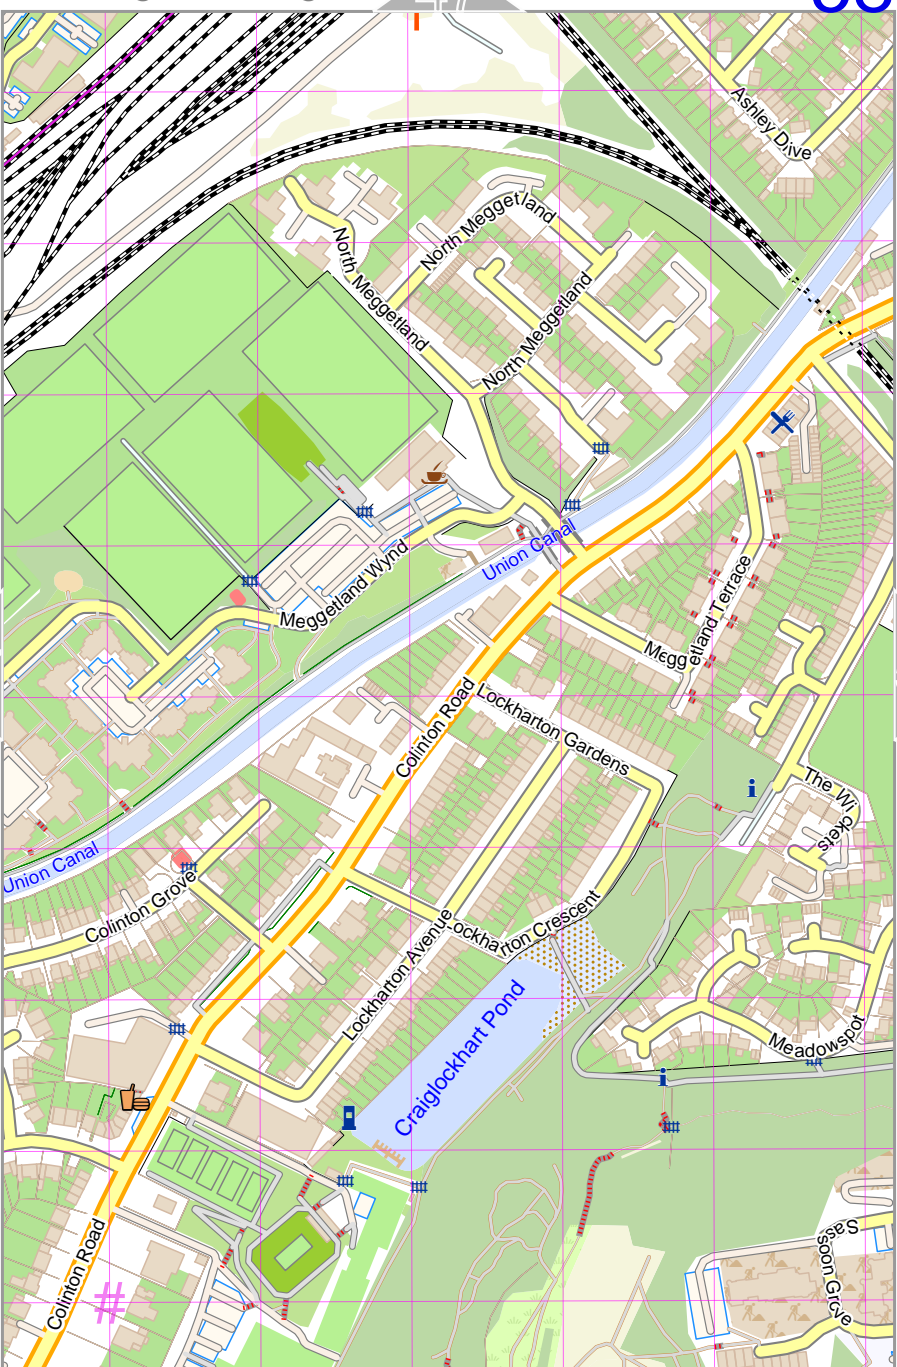 Ashley Dive
North Meggetland
North Meggetland
North Meggetland
Union Canal
Meggetland Wynd
Meggetland Terrace
Colinton Road
Lockharton Gardens
The Wickets
Union Canal
Colinton Grove
Lockharton Avenue
Lockharton Crescent
Craiglockhart Pond
Meadowspot
Colinton Road
Sassoon Grove
#